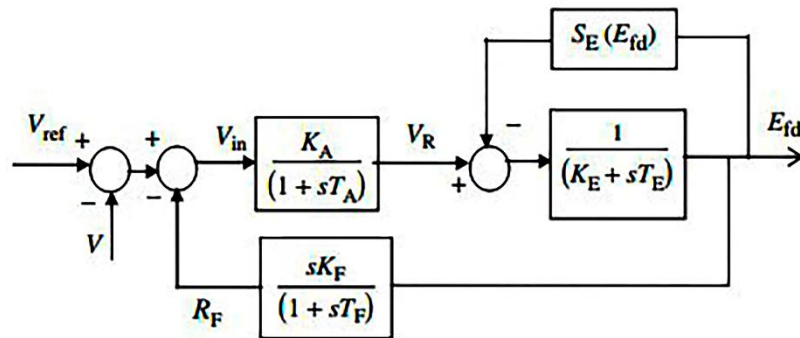 S_E (E_fd)
V_ref
+
−
V
+
−
V_in
K_A
(1 + sT_A)
V_R
+
−
1
(K_E + sT_E)
E_fd
R_F
sK_F
(1 + sT_F)